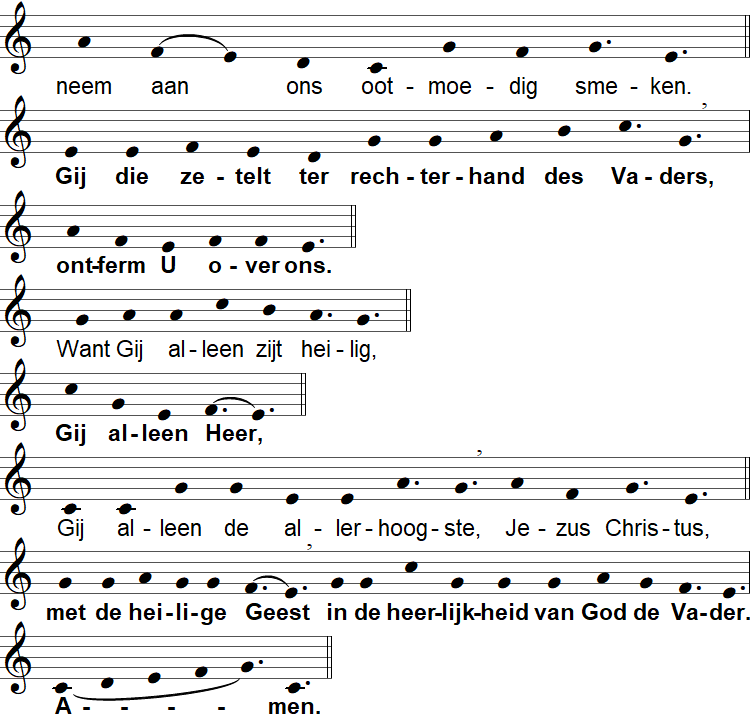 neem aan ons oot-moe-dig sme-ken.
Gij die ze-telt ter rech-ter-hand des Va-ders,
ont-ferm U o-ver ons.
Want Gij al-leen zijt hei-lig,
Gij al-leen Heer,
Gij al-leen de al-ler-hoog-ste, Je-zus Chris-tus,
met de hei-li-ge Geest in de heer-lijk-heid van God de Va-der.
A - - - - men.